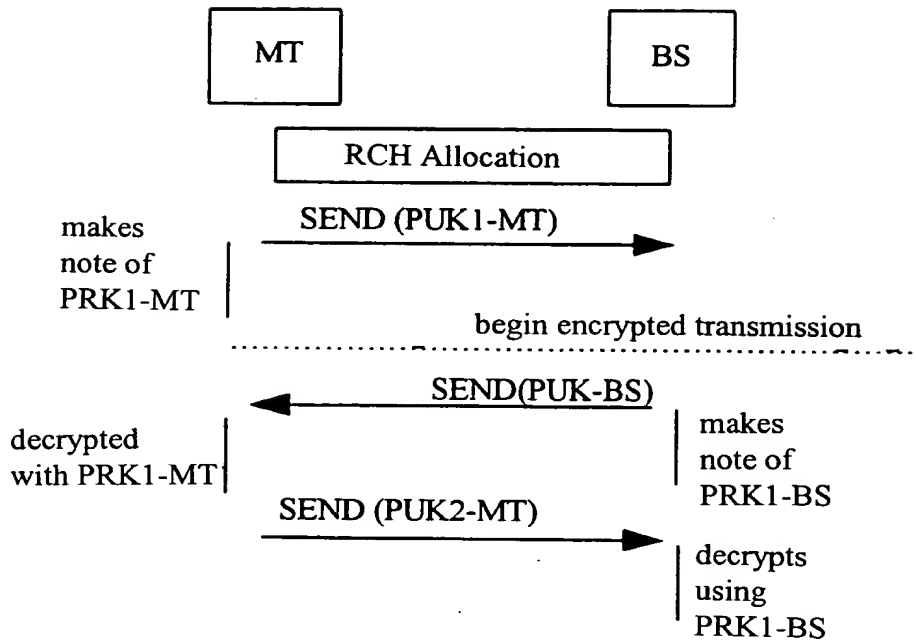 MT
BS
RCH Allocation
SEND (PUK1-MT)
makes
note of
PRK1-MT
begin encrypted transmission
SEND(PUK-BS)
decrypted
with PRK1-MT
makes
note of
PRK1-BS
SEND (PUK2-MT)
decrypts
using
PRK1-BS